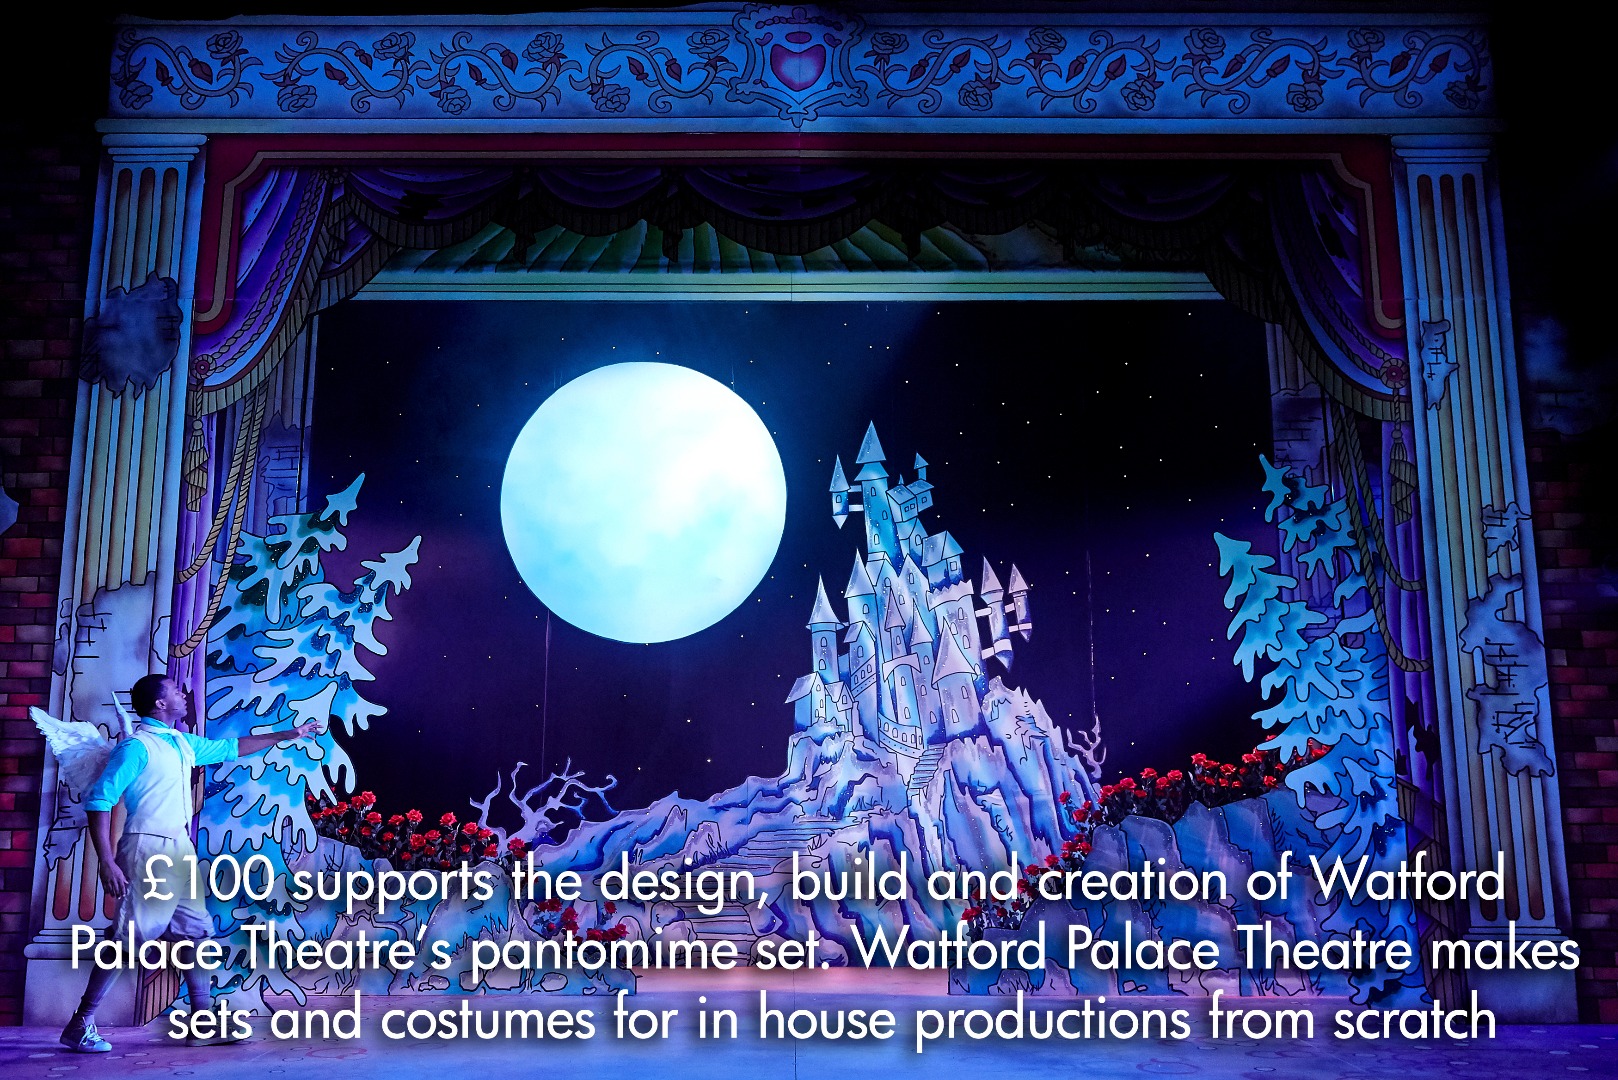 £100 supports the design, build and creation of Watford
Palace Theatre's pantomime set. Watford Palace Theatre makes
sets and costumes for in house productions from scratch